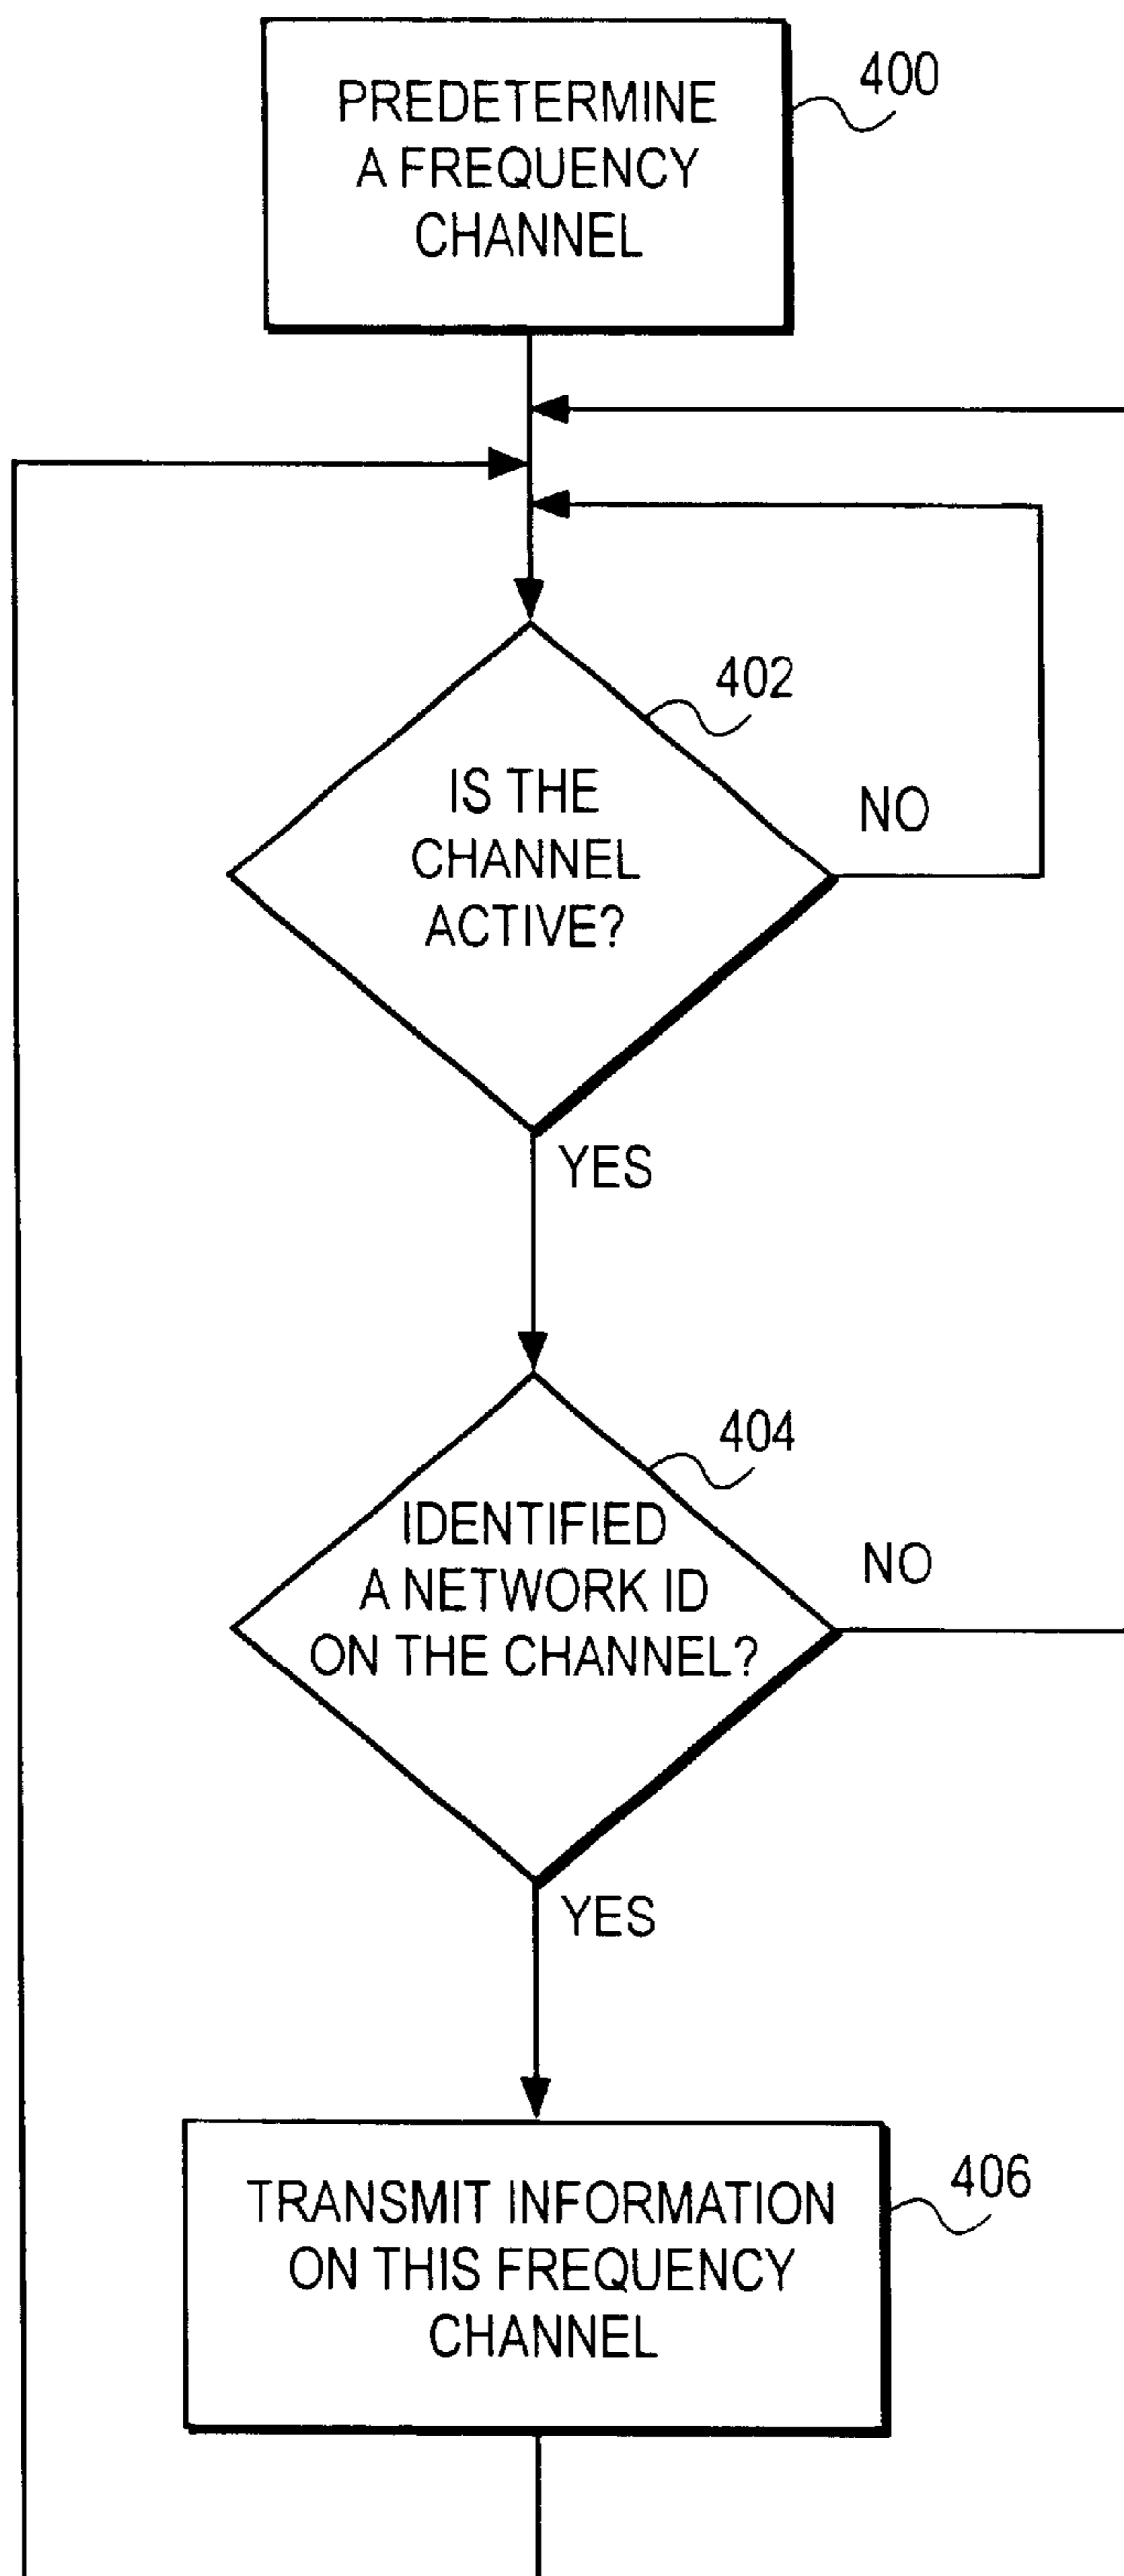 PREDETERMINE
A FREQUENCY
CHANNEL
400
402
IS THE
CHANNEL
ACTIVE?
NO
YES
404
IDENTIFIED
A NETWORK ID
ON THE CHANNEL?
NO
YES
406
TRANSMIT INFORMATION
ON THIS FREQUENCY
CHANNEL